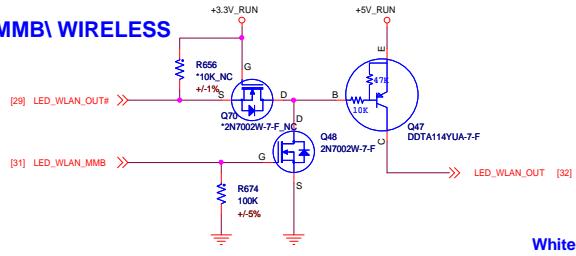 MMB\ WIRELESS
+3.3V_RUN
+5V_RUN
R656
*10K_NC
+/-1%
G
S
D
Q70
*2N7002W-7-F_NC
[29] LED_WLAN_OUT#
E
47K
B
10K
C
Q47
DDTA114YUA-7-F
D
Q48
2N7002W-7-F
G
S
[31] LED_WLAN_MMB
R674
100K
+/-5%
LED_WLAN_OUT [32]
White